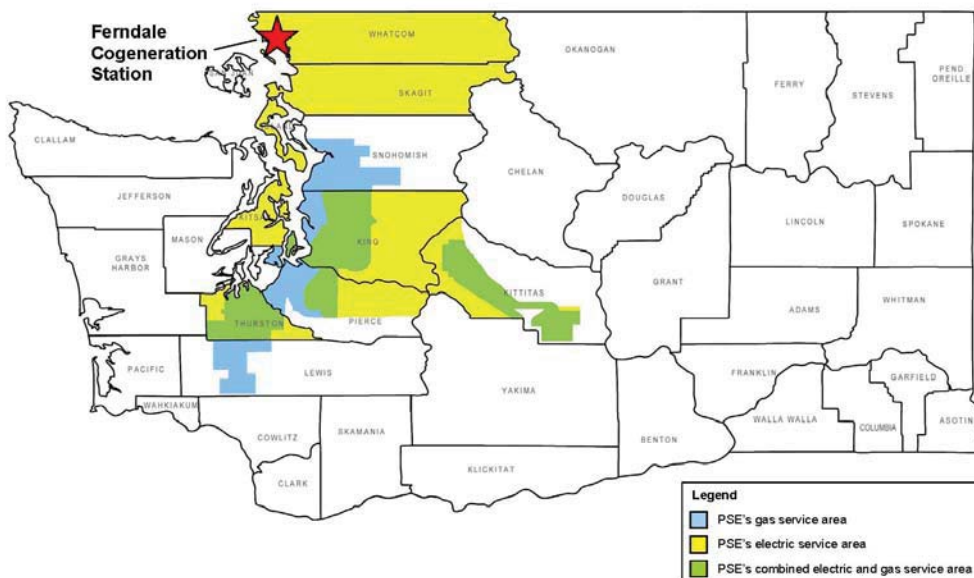 Ferndale
Cogeneration
Station
WHATCOM
OKANOGAN
PEND
OREILLE
FERRY
STEVENS
SKAGIT
CLALLAM
SNOHOMISH
CHELAN
JEFFERSON
DOUGLAS
LINCOLN
SPOKANE
MASON
KING
GRAYS
HARBOR
GRANT
KITTITAS
ADAMS
WHITMAN
THURSTON
PIERCE
PACIFIC
LEWIS
YAKIMA
FRANKLIN
GARFIELD
WAHKIAKUM
SKAMANIA
WALLA WALLA
COLUMBIA
ASOTIN
COWLITZ
BENTON
KLICKITAT
CLARK
Legend
PSE's gas service area
PSE's electric service area
PSE's combined electric and gas service area